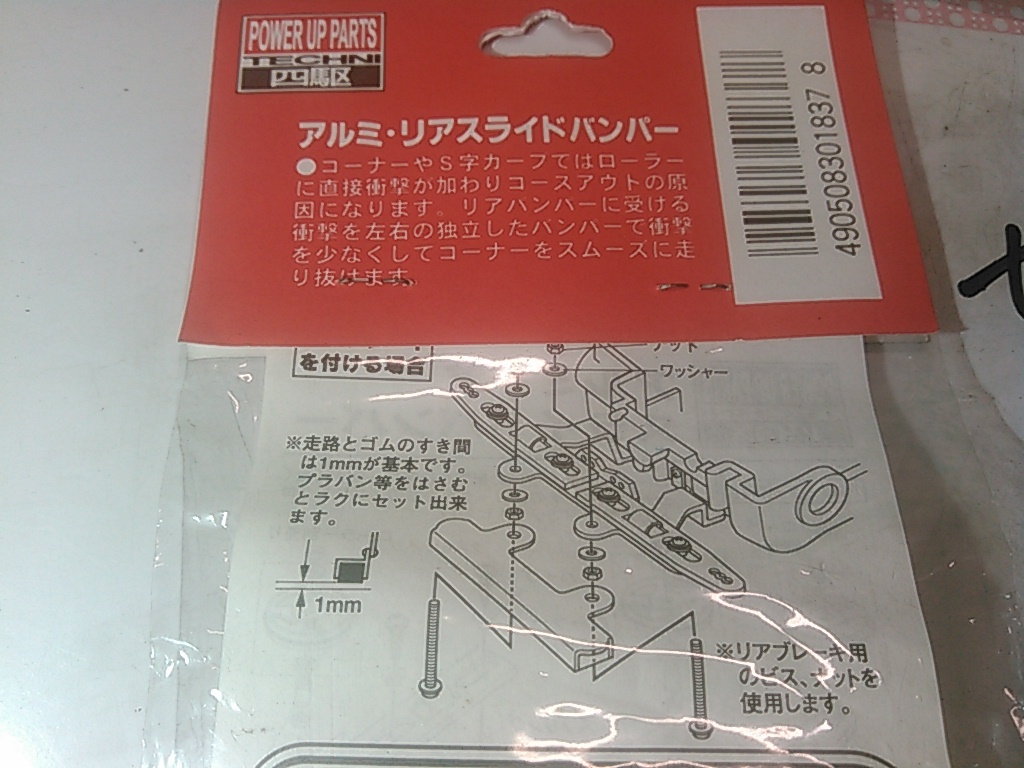 POWER UP PARTS
TECHNI
四駆区
アルミ・リアスライドバンパー
●コーナーやS字カーブではローラー
に直接衝撃が加わりコースアウトの原
因になります。リアバンパーに受ける
衝撃を左右の独立したバンパーで衝撃
を少なくしてコーナーをスムーズに走
り抜けます。
4905083018378
ナット
を付ける場合
ワッシャー
※走路とゴムのすき間
は1mmが基本です。
プラバン等をはさむ
とラクにセット出来
ます。
1mm
※リアブレーキ用
のビス、ナットを
使用します。